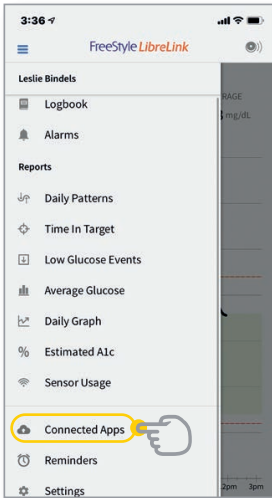 3:36
FreeStyle LibreLink
Leslie Bindels
RAGE
Logbook
mg/dL
Alarms
Reports
Daily Patterns
Time In Target
Low Glucose Events
Average Glucose
Daily Graph
% Estimated A1c
Sensor Usage
Connected Apps
Reminders
Settings
2pm 3pm